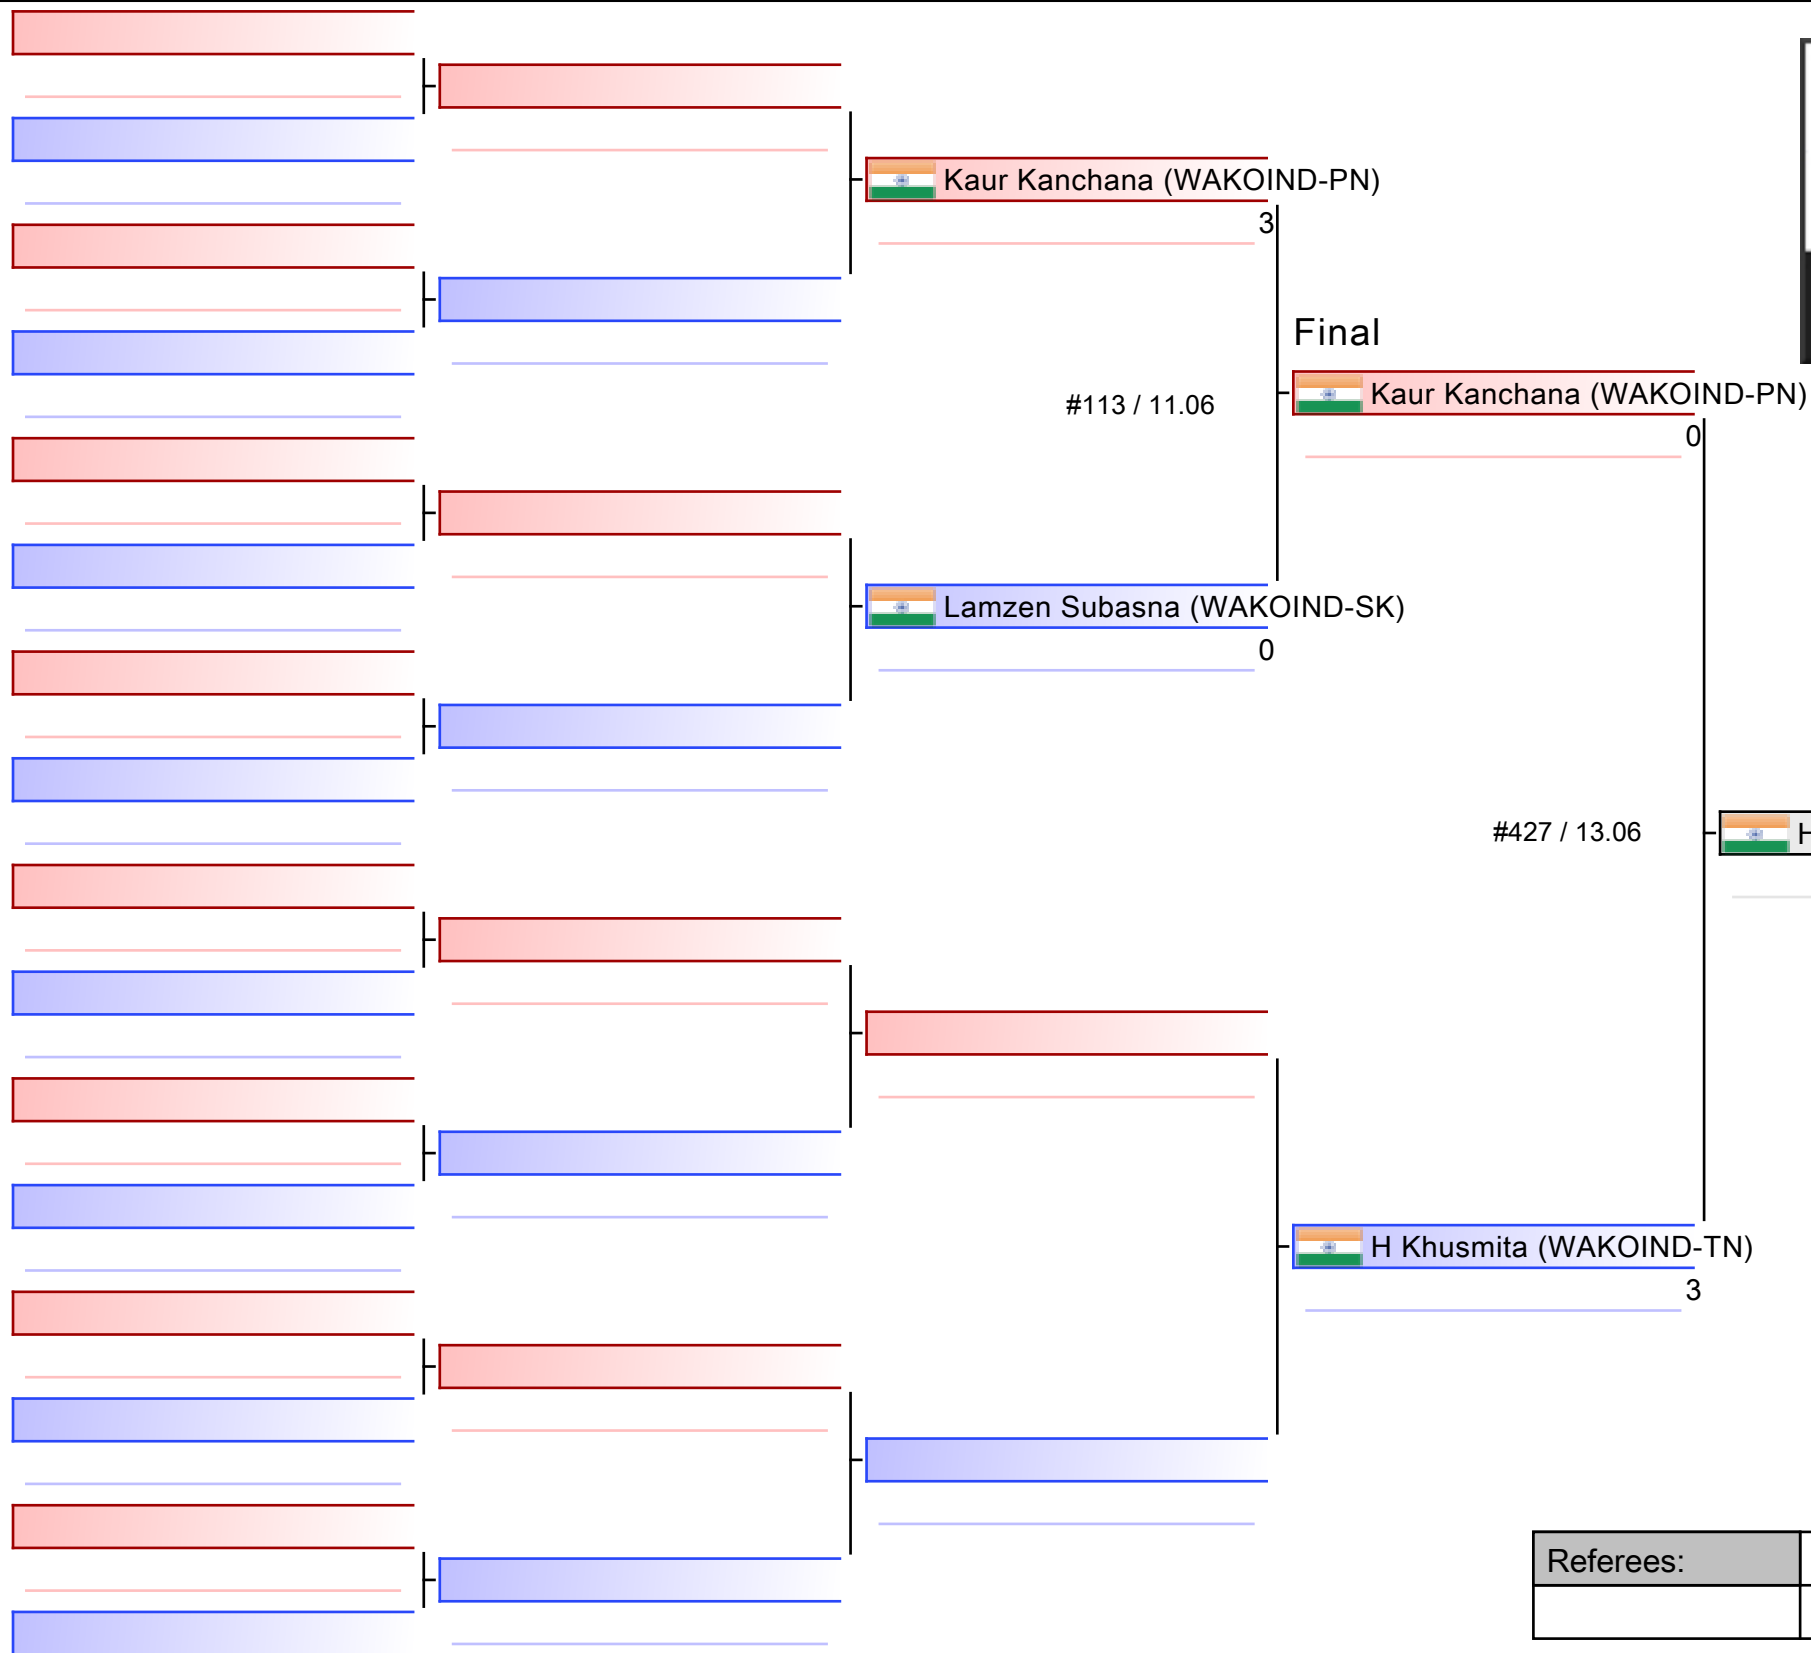 Kaur Kanchana (WAKOIND-PN)
3
Final
#113 / 11.06
Kaur Kanchana (WAKOIND-PN)
0
Lamzen Subasna (WAKOIND-SK)
0
#427 / 13.06
H
H Khusmita (WAKOIND-TN)
3
Referees: